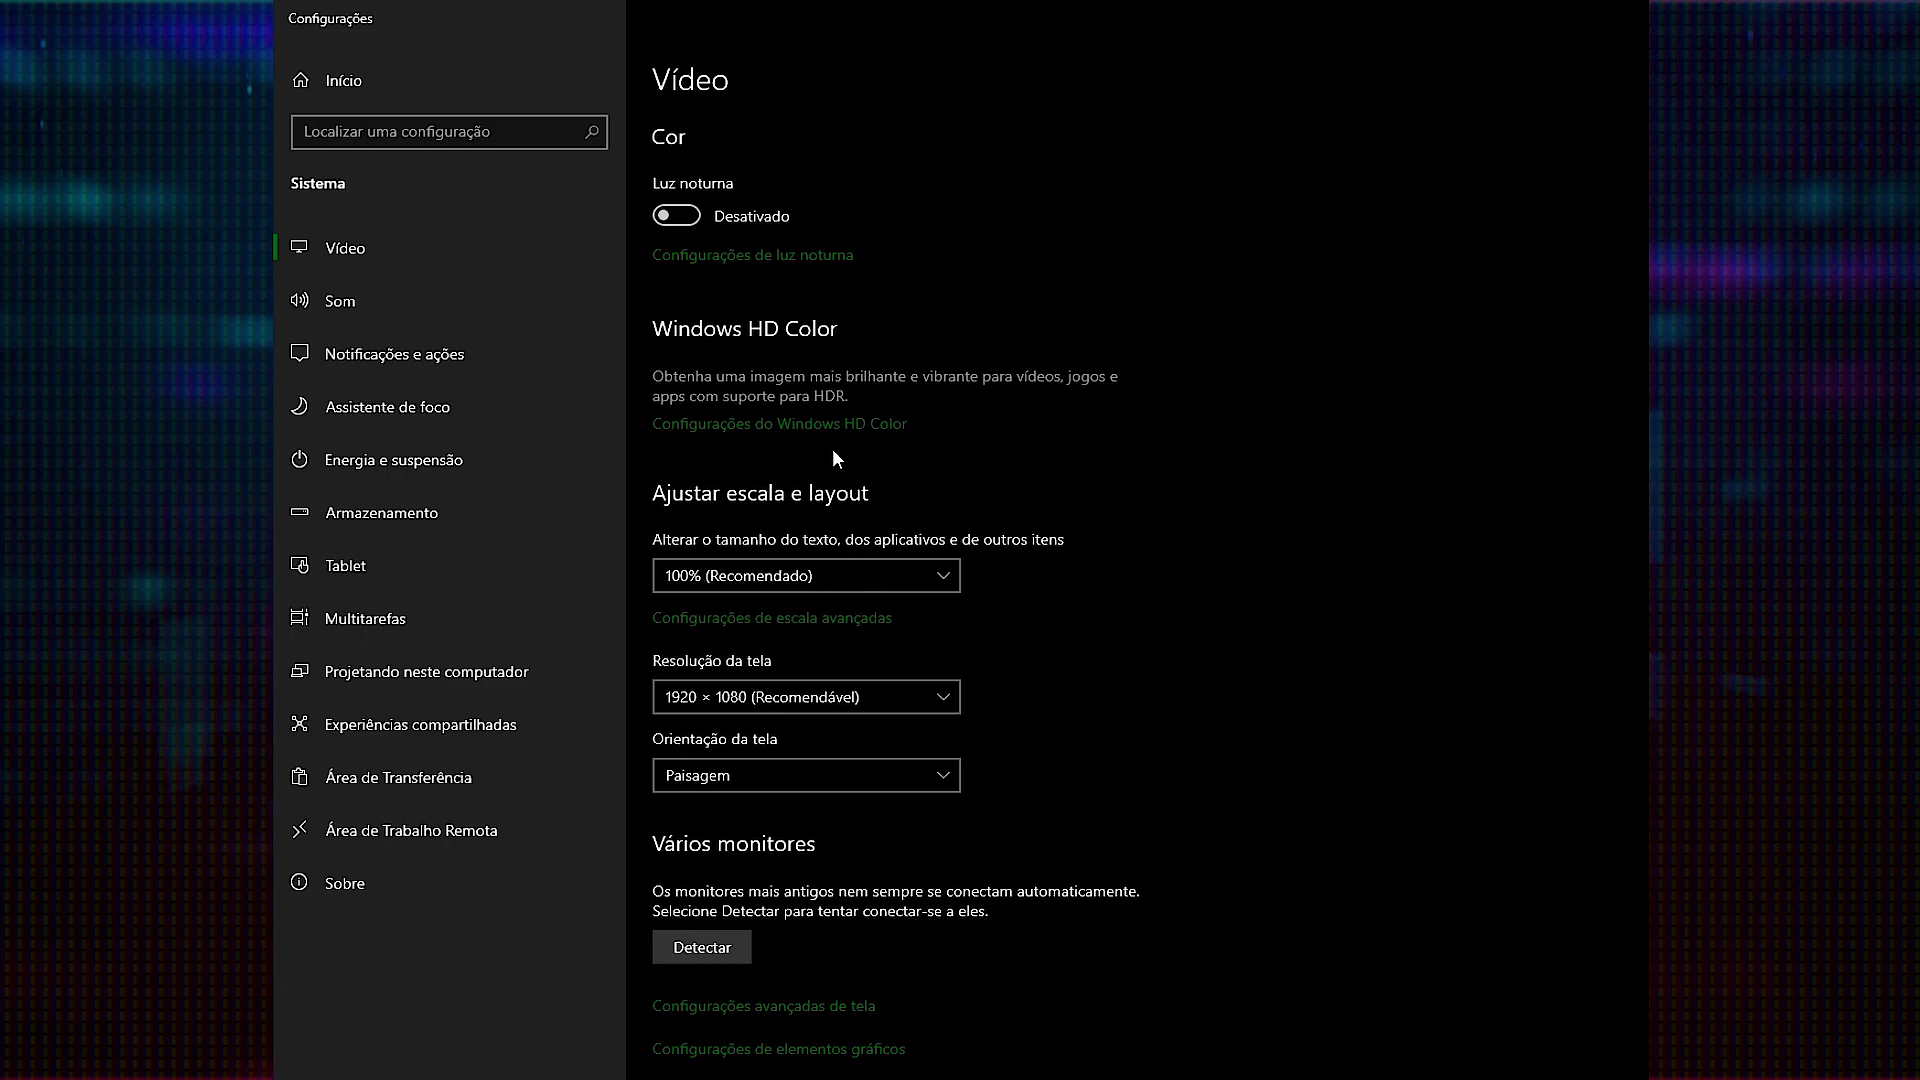 Configurações
Início
Localizar uma configuração
Sistema
Vídeo
Som
Notificações e ações
Assistente de foco
Energia e suspensão
Armazenamento
Tablet
Multitarefas
Projetando neste computador
Experiências compartilhadas
Área de Transferência
Área de Trabalho Remota
Sobre
Vídeo
Cor
Luz noturna
Desativado
Configurações de luz noturna
Windows HD Color
Obtenha uma imagem mais brilhante e vibrante para vídeos, jogos e
apps com suporte para HDR.
Configurações do Windows HD Color
Ajustar escala e layout
Alterar o tamanho do texto, dos aplicativos e de outros itens
100% (Recomendado)
Configurações de escala avançadas
Resolução da tela
1920 × 1080 (Recomendável)
Orientação da tela
Paisagem
Vários monitores
Os monitores mais antigos nem sempre se conectam automaticamente.
Selecione Detectar para tentar conectar-se a eles.
Detectar
Configurações avançadas de tela
Configurações de elementos gráficos